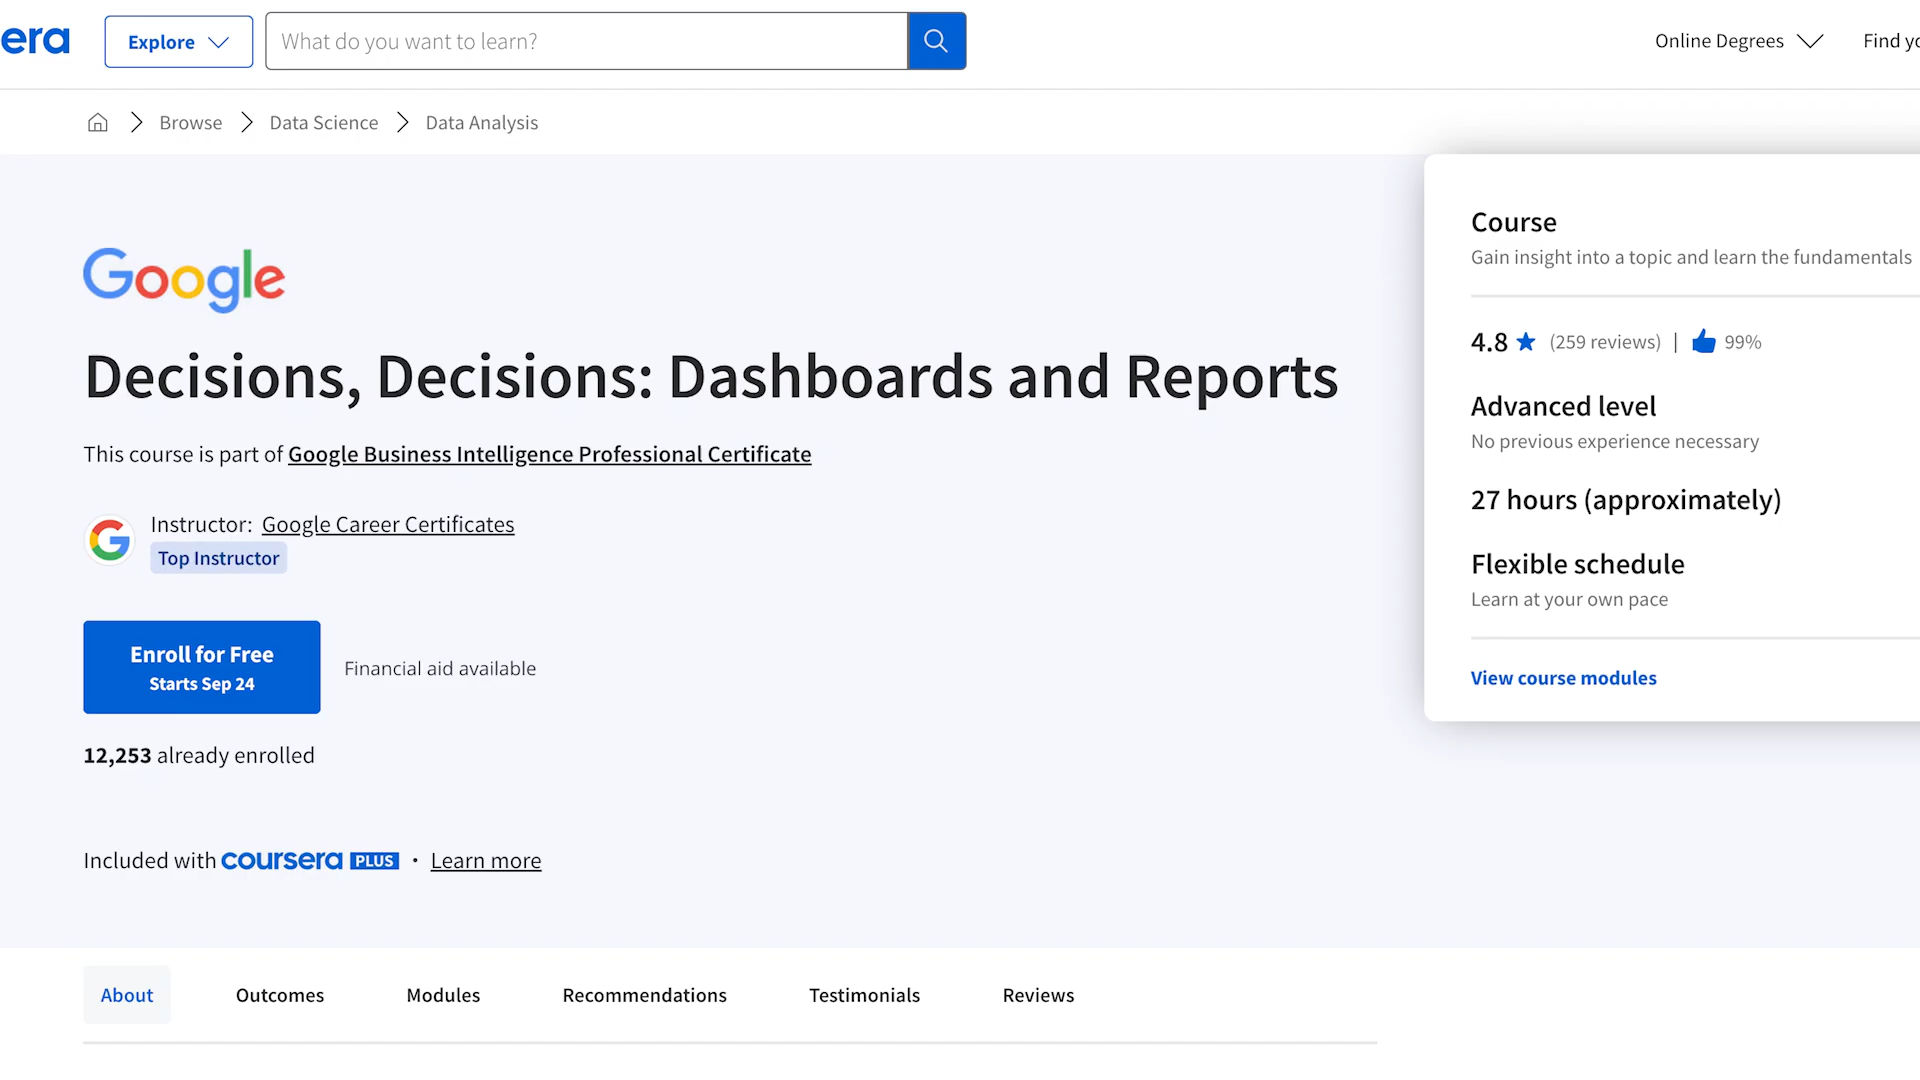 era
Explore
What do you want to learn?
Online Degrees
Find yo
Browse
Data Science
Data Analysis
Google
Decisions, Decisions: Dashboards and Reports
This course is part of Google Business Intelligence Professional Certificate
Instructor: Google Career Certificates
Top Instructor
Enroll for Free
Starts Sep 24
Financial aid available
12,253 already enrolled
Included with coursera PLUS • Learn more
Course
Gain insight into a topic and learn the fundamentals
4.8 (259 reviews) | 99%
Advanced level
No previous experience necessary
27 hours (approximately)
Flexible schedule
Learn at your own pace
View course modules
About
Outcomes
Modules
Recommendations
Testimonials
Reviews